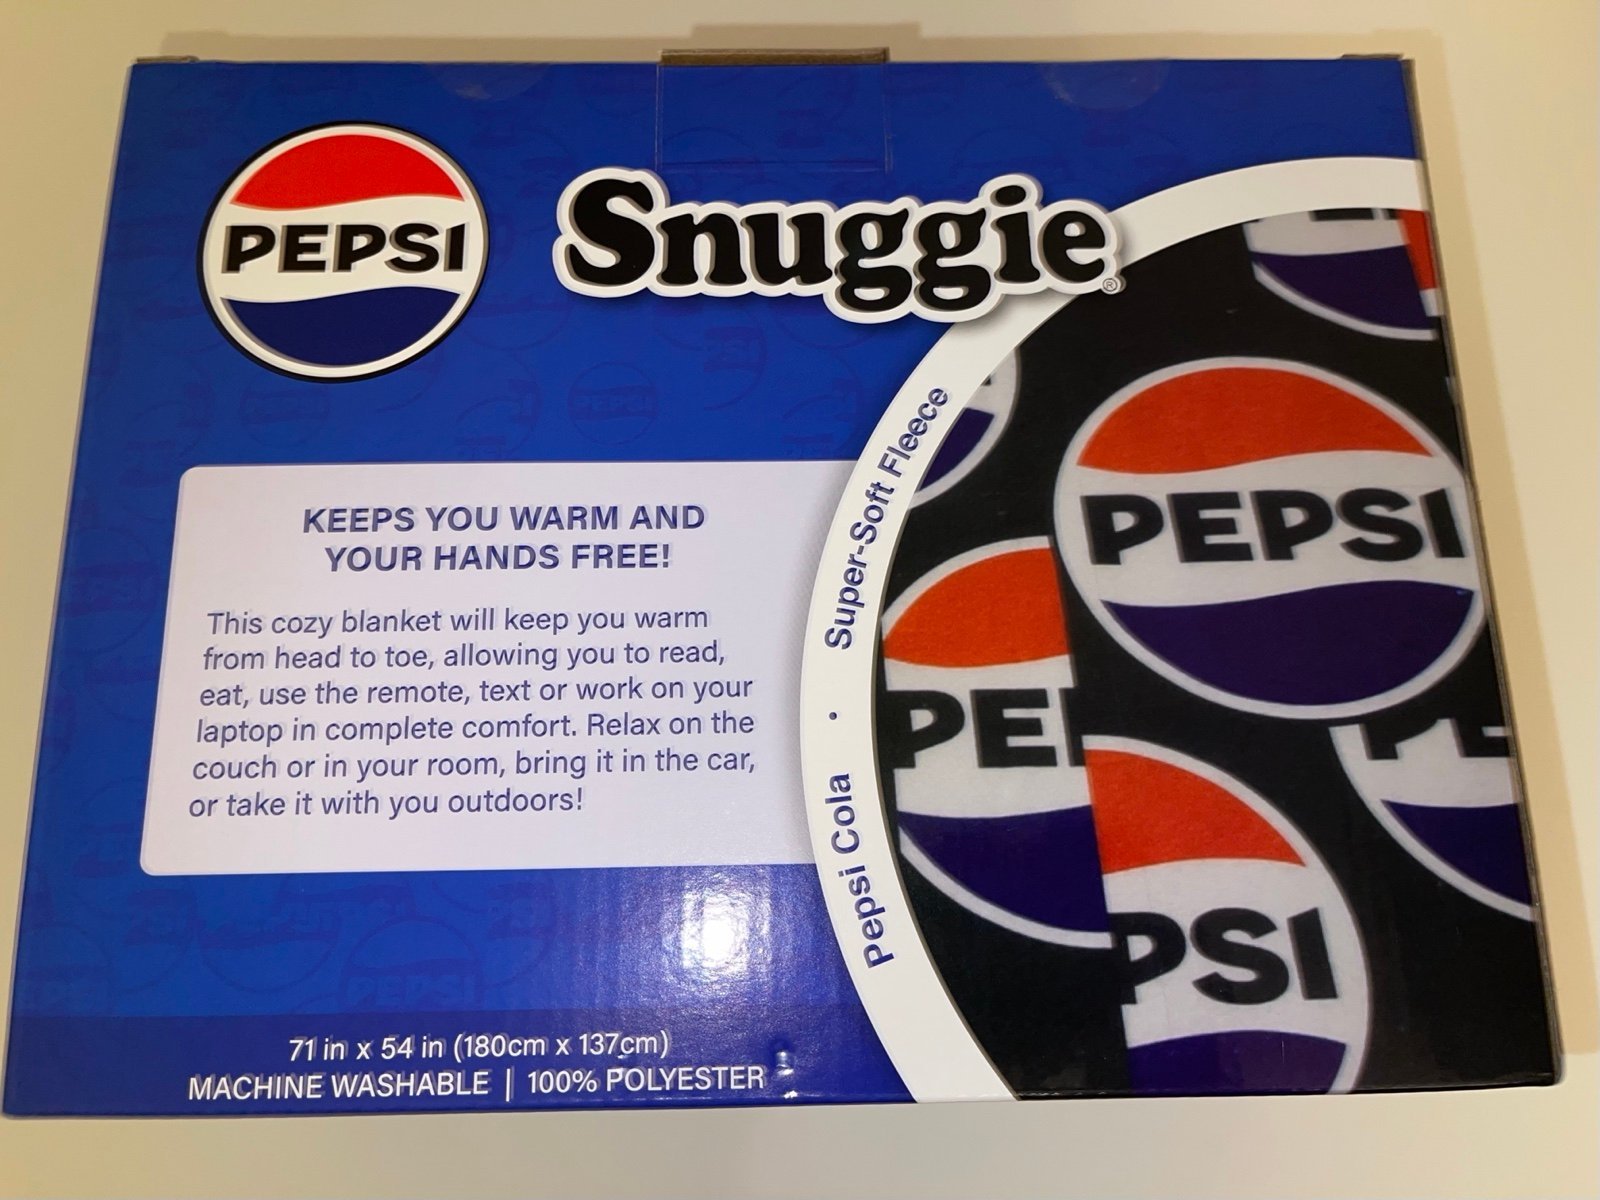 PEPSI
Snuggie®
KEEPS YOU WARM AND
YOUR HANDS FREE!
This cozy blanket will keep you warm
from head to toe, allowing you to read,
eat, use the remote, text or work on your
laptop in complete comfort. Relax on the
couch or in your room, bring it in the car,
or take it with you outdoors!
71 in x 54 in (180cm x 137cm)
MACHINE WASHABLE | 100% POLYESTER
Pepsi Cola • Super-Soft Fleece
PEPSI
PE
PSI